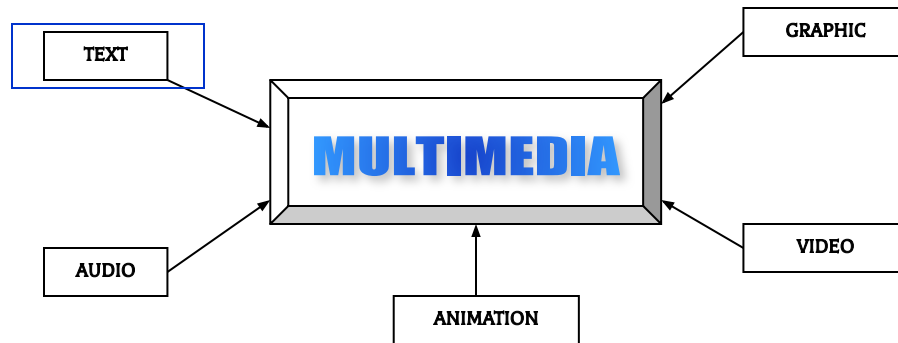 TEXT
GRAPHIC
MULTIMEDIA
AUDIO
VIDEO
ANIMATION